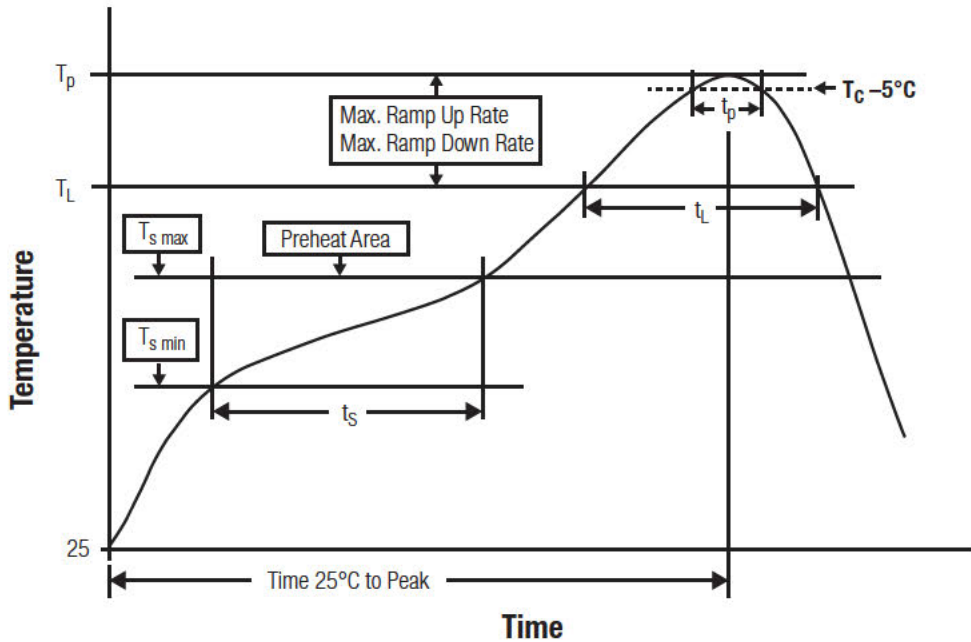 Tp
Tc –5°C
Max. Ramp Up Rate
Max. Ramp Down Rate
tp
TL
tL
Ts max
Preheat Area
Ts min
tS
Temperature
25
Time 25°C to Peak
Time